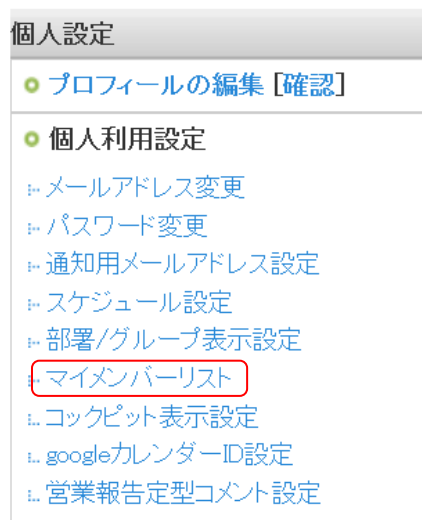 個人設定
プロフィールの編集 [確認]
個人利用設定
メールアドレス変更
パスワード変更
通知用メールアドレス設定
スケジュール設定
部署/グループ表示設定
マイメンバーリスト
コックピット表示設定
googleカレンダーID設定
営業報告定型コメント設定